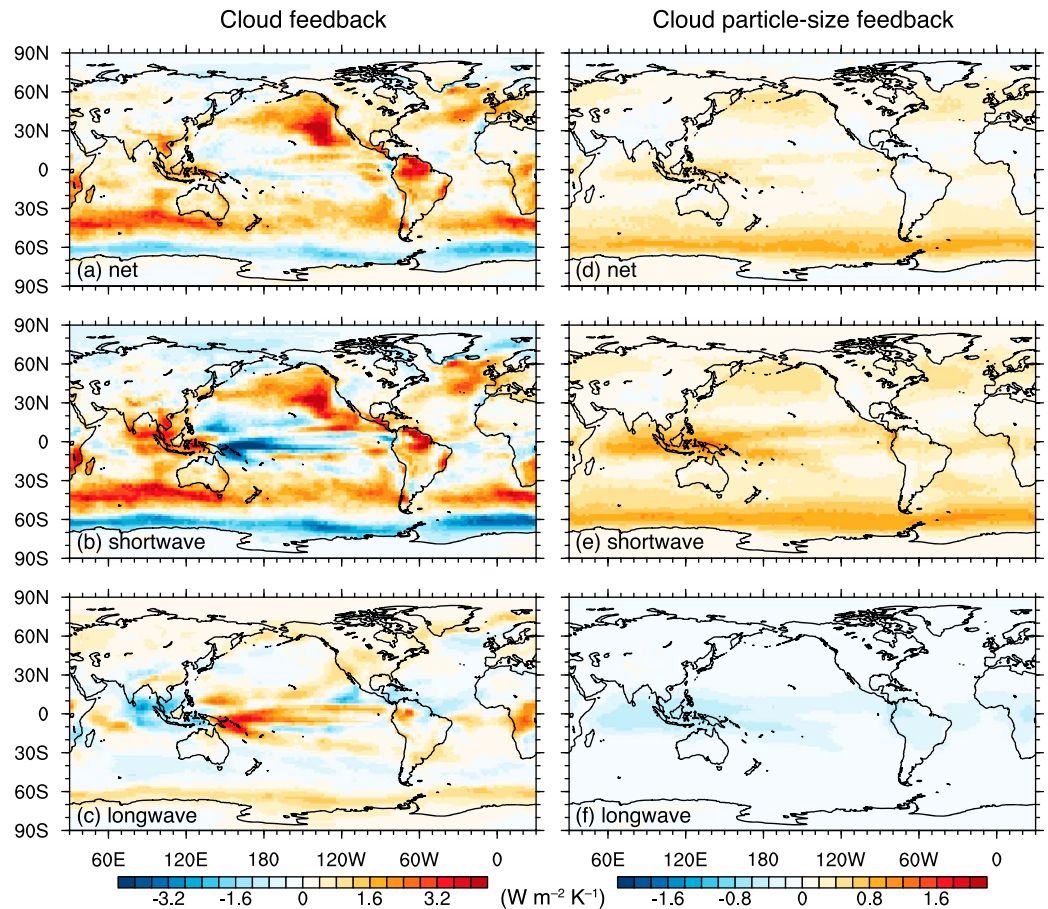 Cloud feedback
Cloud particle-size feedback
90N
60N
30N
0
30S
60S
90S
(a) net
(d) net
90N
60N
30N
0
30S
60S
90S
(b) shortwave
(e) shortwave
90N
60N
30N
0
30S
60S
90S
(c) longwave
(f) longwave
60E 120E 180 120W 60W 0
60E 120E 180 120W 60W 0
-3.2 -1.6 0 1.6 3.2
(W m⁻² K⁻¹)
-1.6 -0.8 0 0.8 1.6